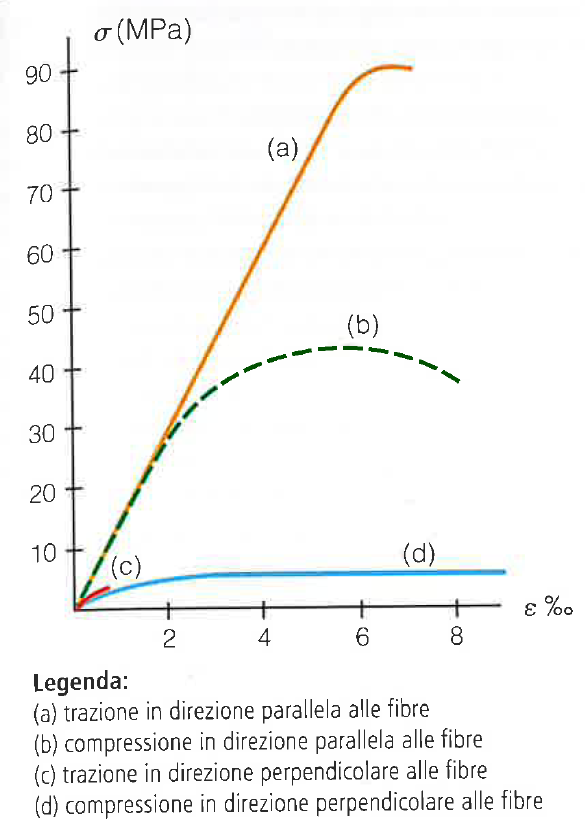 σ (MPa)
90
80
(a)
70
60
50
(b)
40
30
20
10
(c)
(d)
2
4
6
8
ε ‰
Legenda:
(a) trazione in direzione parallela alle fibre
(b) compressione in direzione parallela alle fibre
(c) trazione in direzione perpendicolare alle fibre
(d) compressione in direzione perpendicolare alle fibre